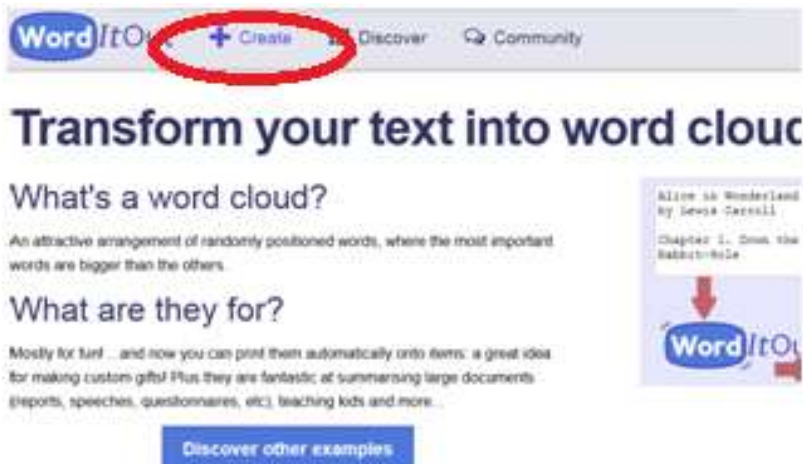 WordItOut + Create Discover Community
Transform your text into word cloud
What's a word cloud?
An attractive arrangement of randomly positioned words, where the most important
words are bigger than the others.
What are they for?
Mostly for fun! ... and now you can print them automatically onto items: a great idea
for making custom gifts! Plus they are fantastic at summarising large documents
(reports, speeches, questionnaires, etc), teaching kids and more...
Discover other examples
Alice in Wonderland
by Lewis Carroll
Chapter 1. Down the
Rabbit-Hole
WordItOu